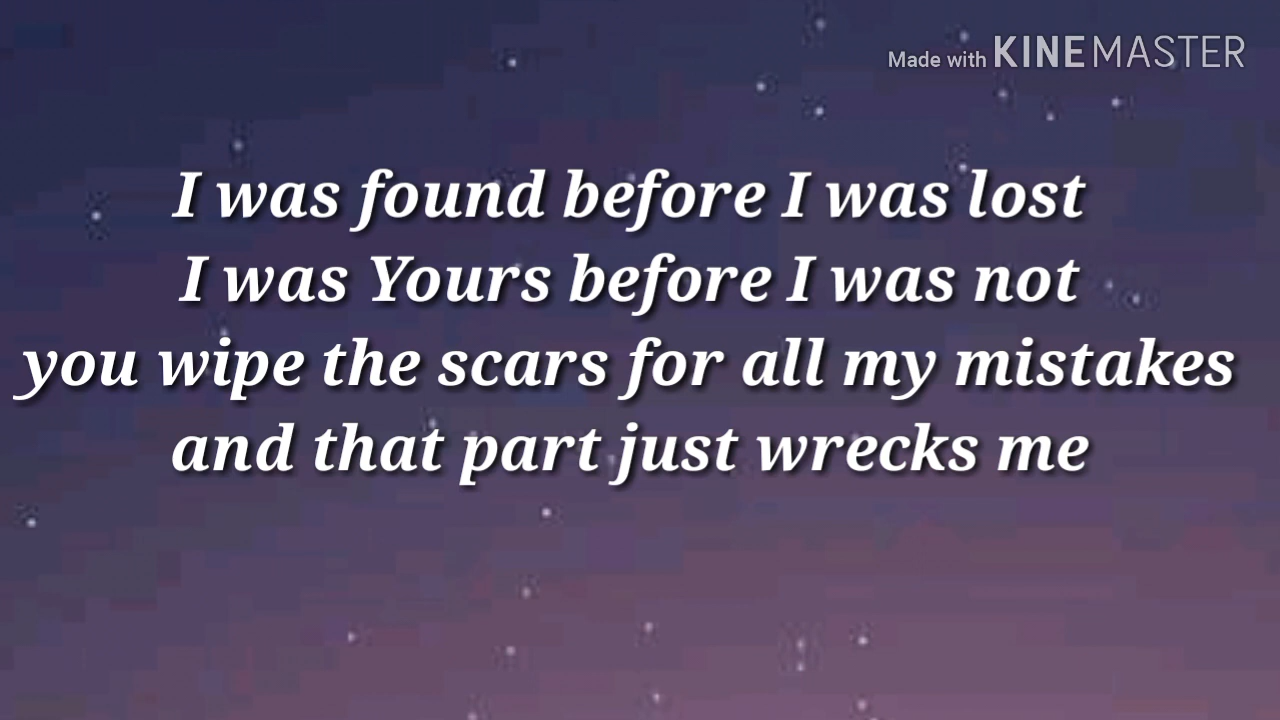 Made with KINEMASTER
I was found before I was lost
I was Yours before I was not
you wipe the scars for all my mistakes
and that part just wrecks me